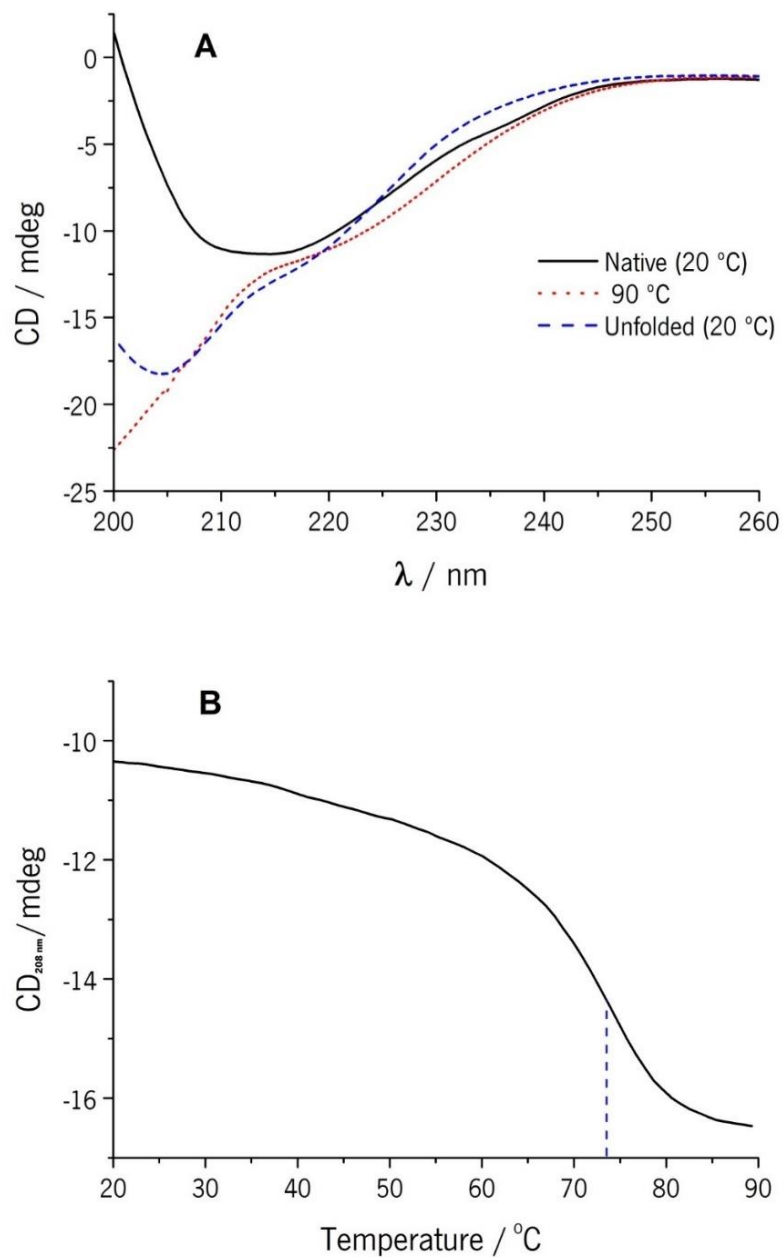 A
0
-5
-10
-15
-20
-25
CD / mdeg
Native (20 °C)
90 °C
Unfolded (20 °C)
200 210 220 230 240 250 260
λ / nm
B
-10
-12
-14
-16
CD208 nm/mdeg
20 30 40 50 60 70 80 90
Temperature / °C